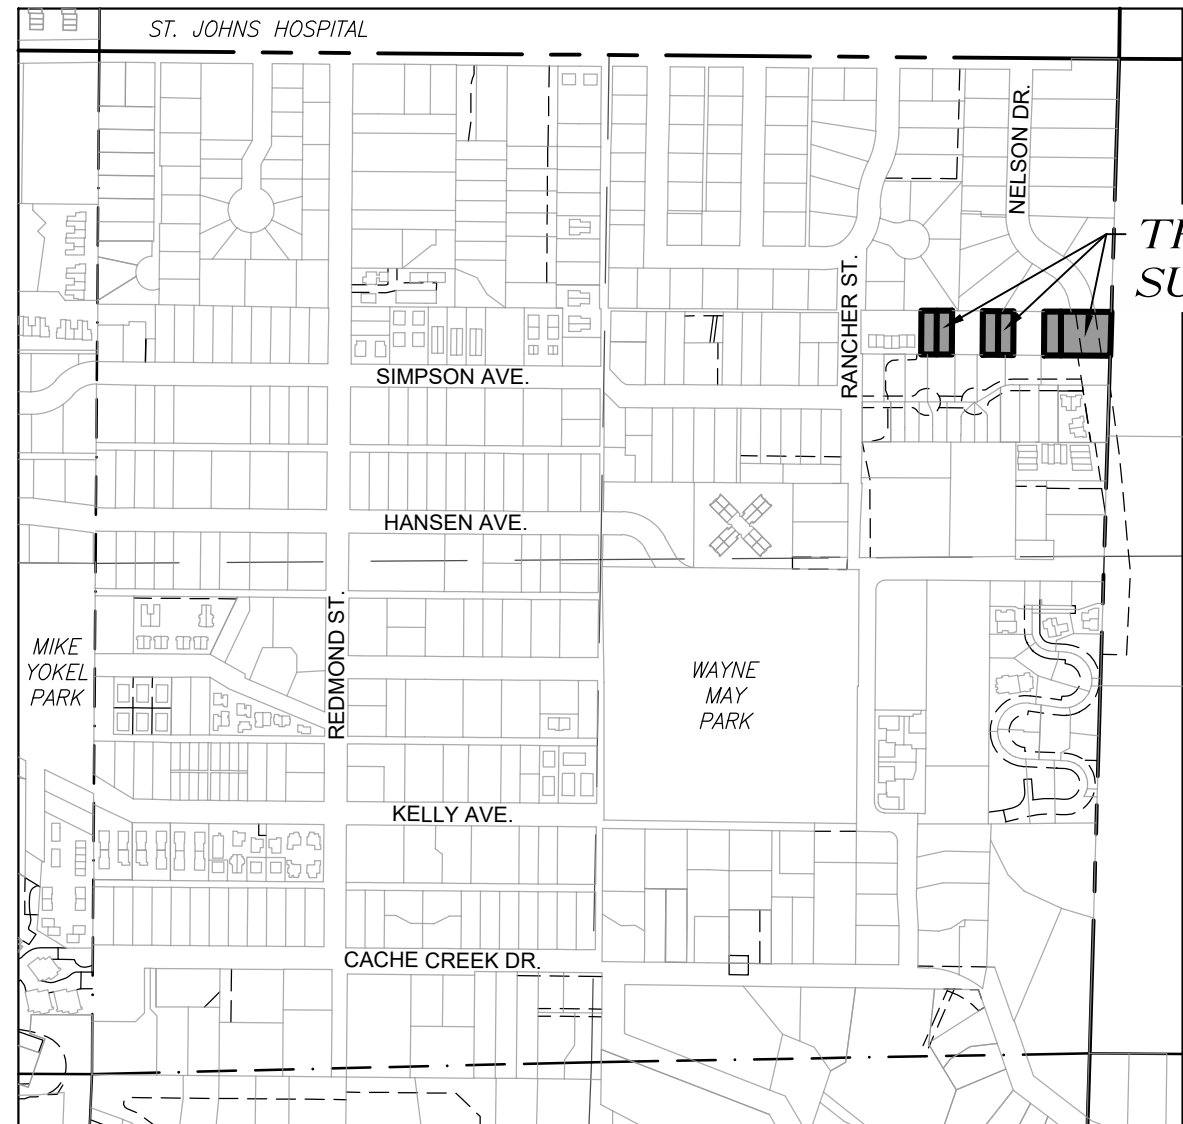 ST. JOHNS HOSPITAL
NELSON DR.
RANCHER ST.
SIMPSON AVE.
HANSEN AVE.
REDMOND ST.
MIKE
YOKEL
PARK
WAYNE
MAY
PARK
KELLY AVE.
CACHE CREEK DR.